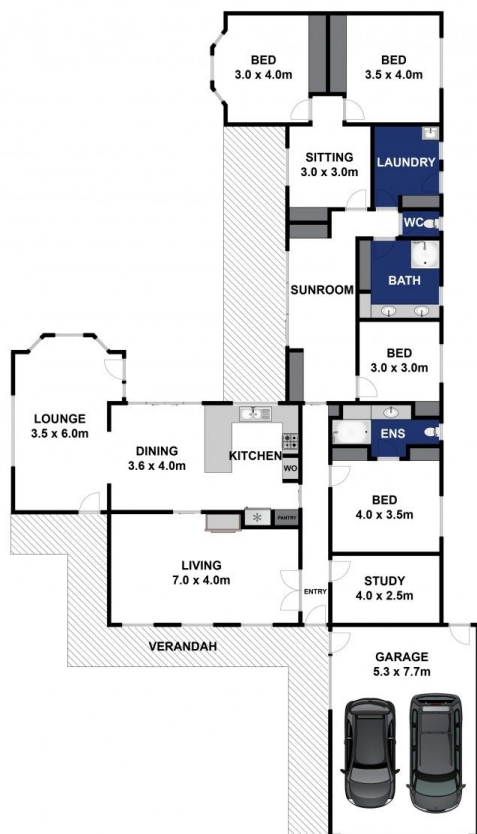 BED
3.0 x 4.0m
BED
3.5 x 4.0m
SITTING
3.0 x 3.0m
LAUNDRY
WC
BATH
SUNROOM
BED
3.0 x 3.0m
LOUNGE
3.5 x 6.0m
DINING
3.6 x 4.0m
KITCHEN
WO
ENS
BED
4.0 x 3.5m
PANTRY
LIVING
7.0 x 4.0m
ENTRY
STUDY
4.0 x 2.5m
VERANDAH
GARAGE
5.3 x 7.7m